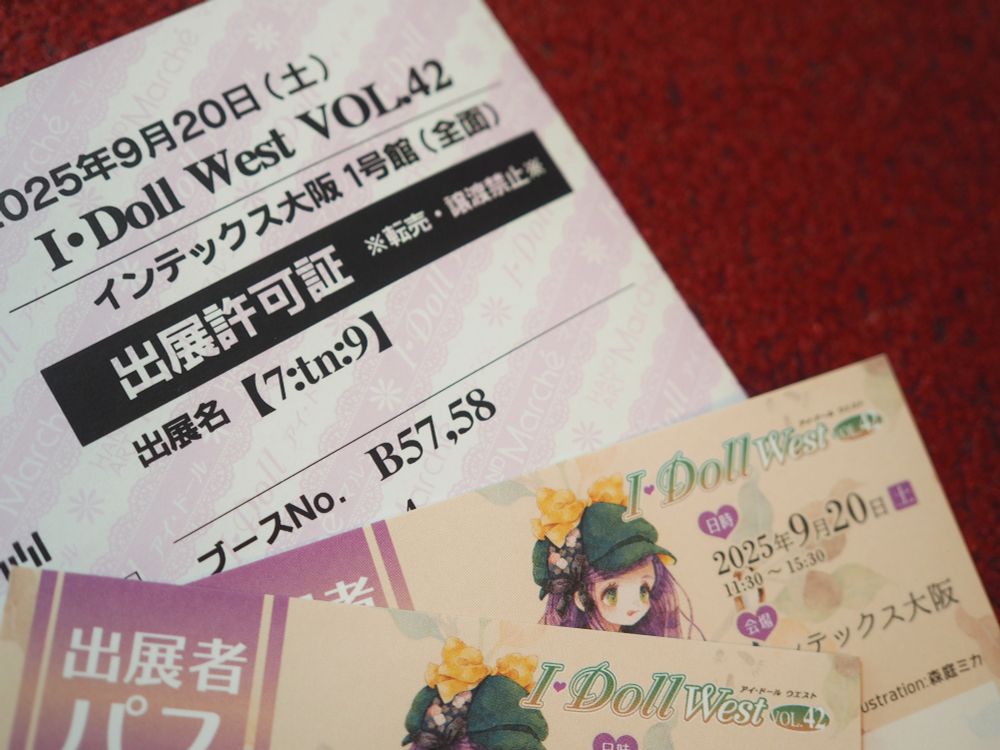 2025年9月20日(土)
I・Doll West VOL.42
インテックス大阪 1号館(全面)
出展許可証 ※転売・譲渡禁止※
出展名 【7:tn:9】
ブースNo. B57,58
アイ・ドール ウエスト
I・Doll West VOL.42
日時
2025年9月20日 土
11:30～15:30
会場
インテックス大阪
ustration:森庭ミカ
出展者
パス
I・Doll West VOL.42
アイ・ドール ウエスト
日時